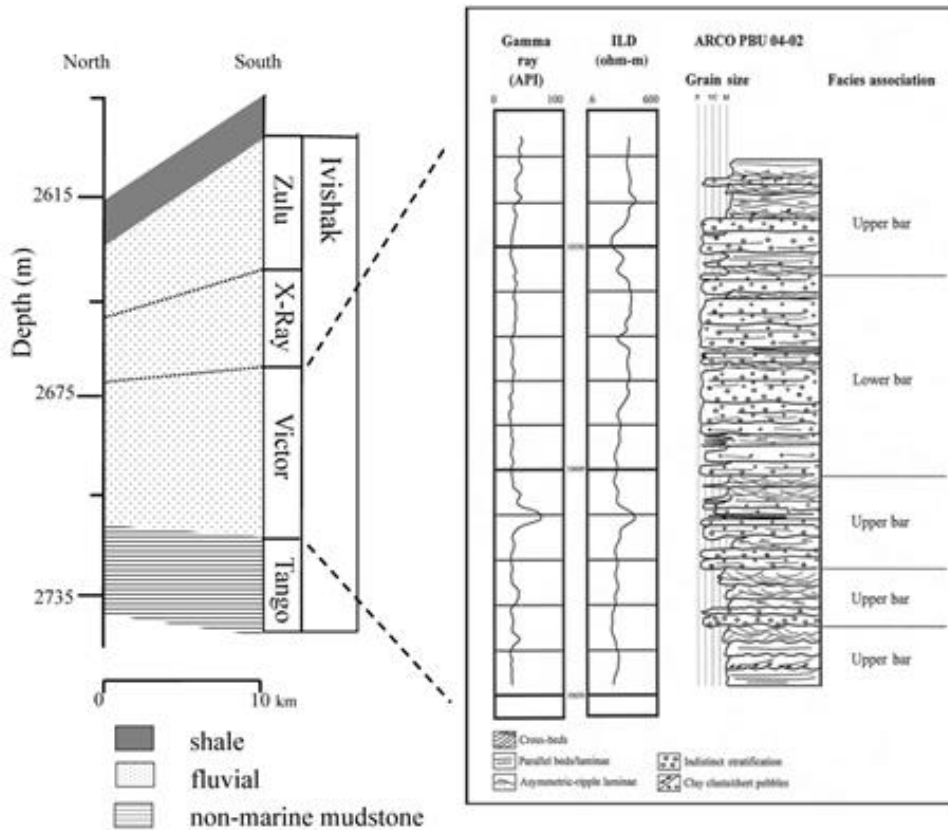 North
South
Depth (m)
2615
2675
2735
Zulu
X-Ray
Victor
Tango
Ivishak
0
10 km
shale
fluvial
non-marine mudstone
Gamma
ray
(API)
0
100
ILD
(ohm-m)
.6
600
ARCO PBU 04-02
Grain size
Facies association
Upper bar
Lower bar
Upper bar
Upper bar
Upper bar
Cross-beds
Parallel beds/laminae
Asymmetric-ripple laminae
Indistinct stratification
Clay clasts/chert pebbles